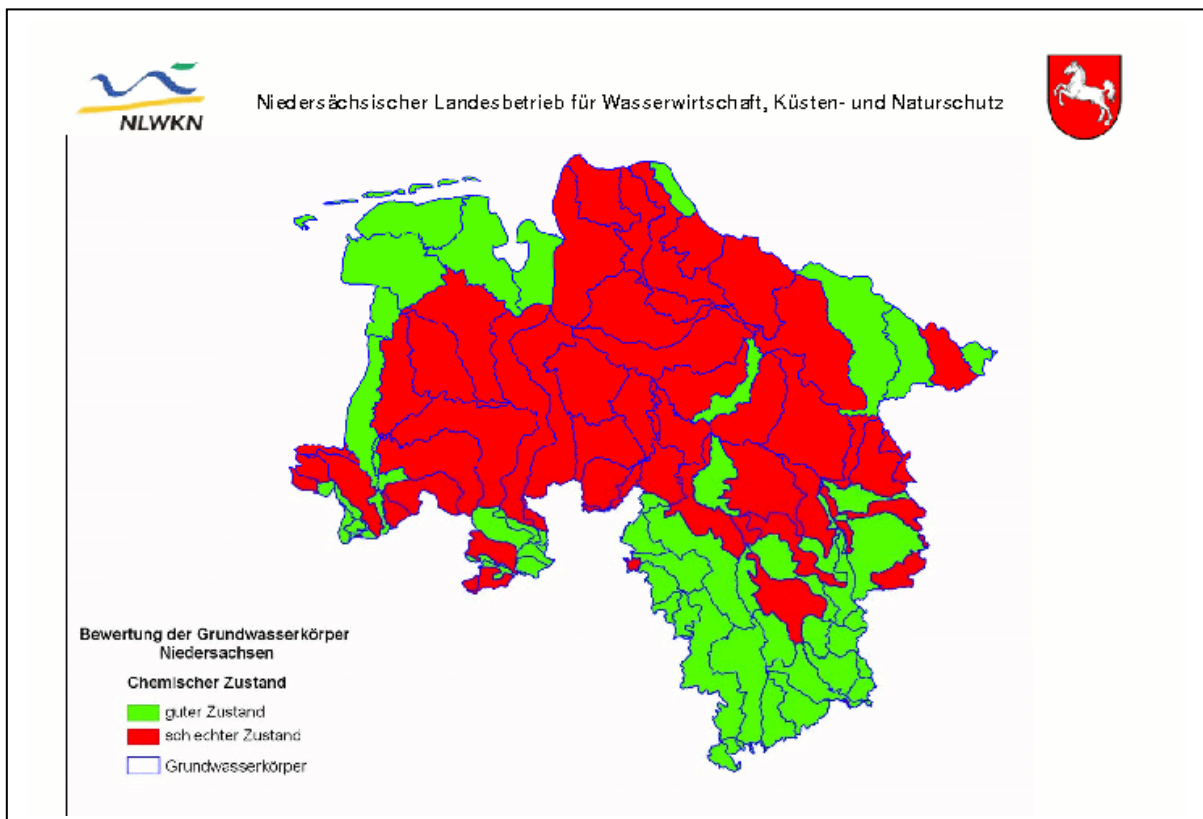 NLWKN
Niedersächsischer Landesbetrieb für Wasserwirtschaft, Küsten- und Naturschutz
Bewertung der Grundwasserkörper
Niedersachsen
Chemischer Zustand
guter Zustand
schlechter Zustand
Grundwasserkörper